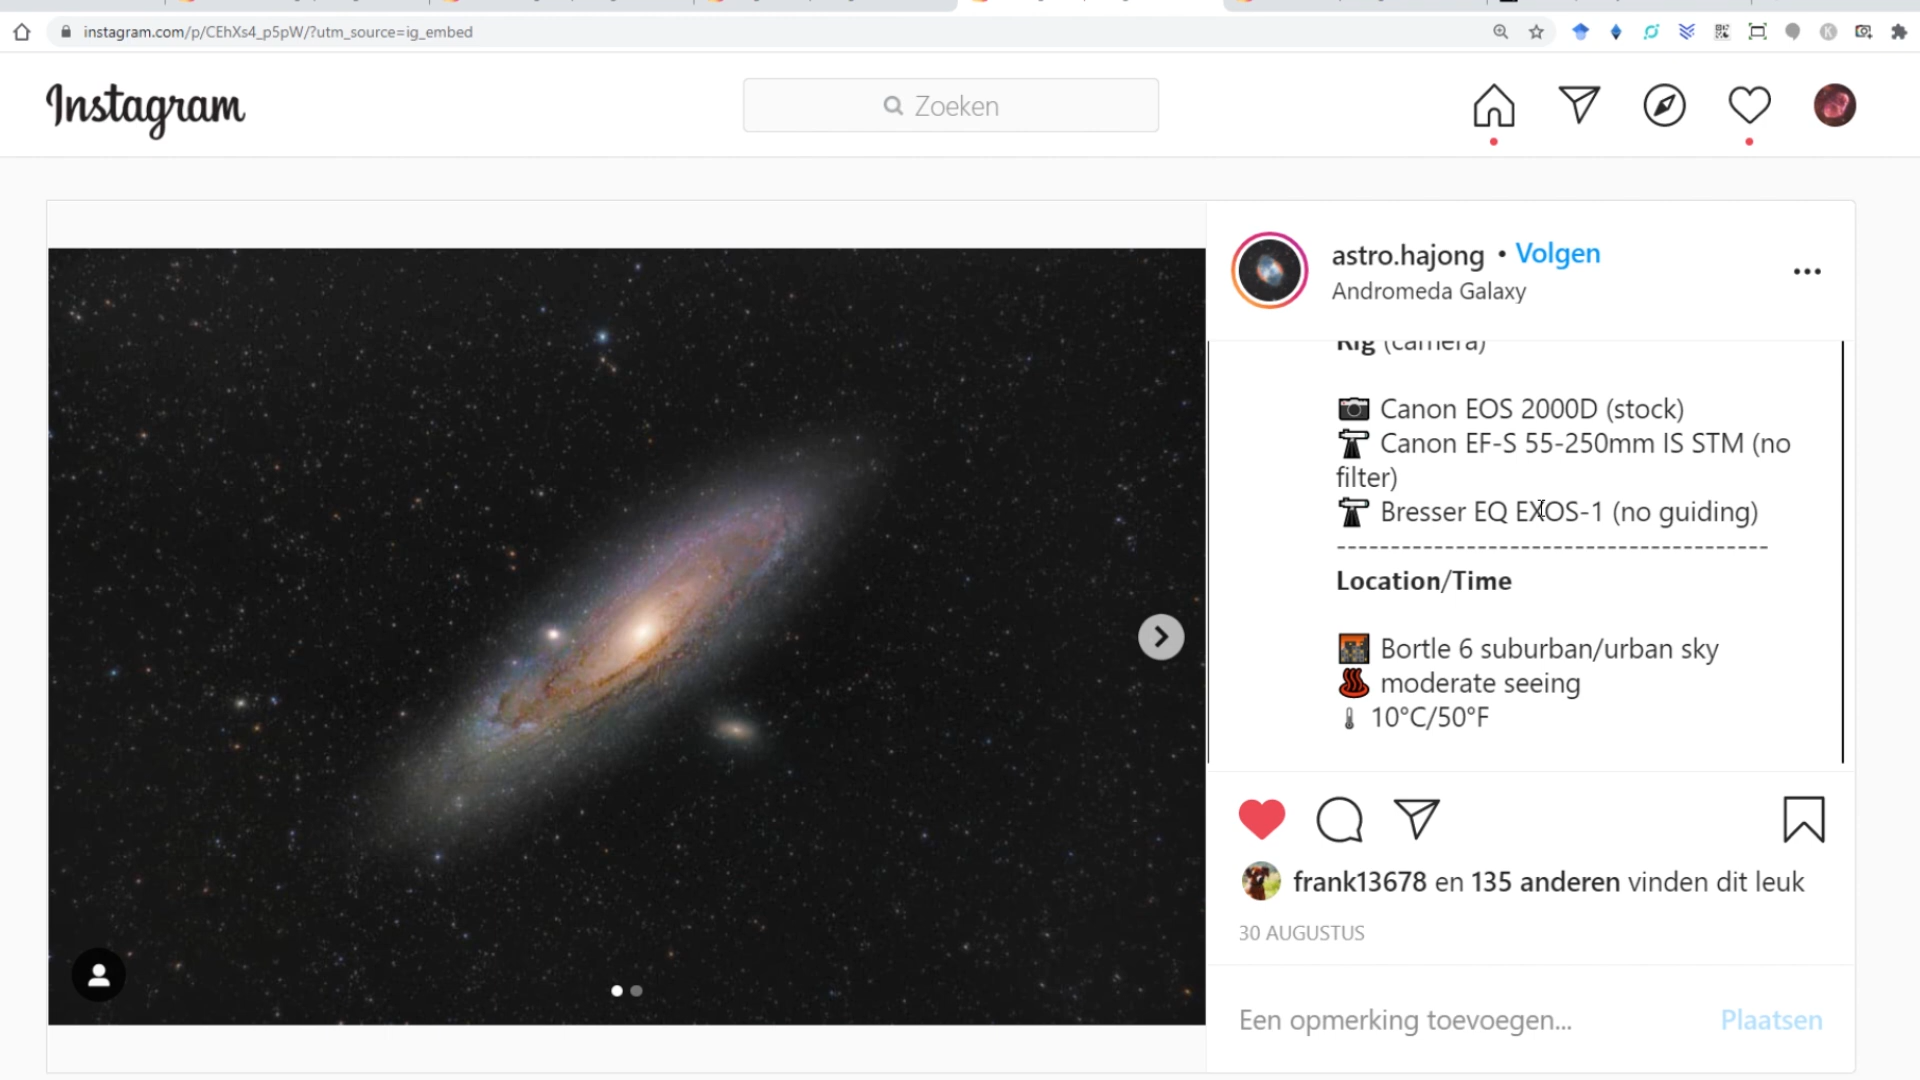 instagram.com/p/CEhXs4_p5pW/?utm_source=ig_embed
Instagram
Zoeken
astro.hajong • Volgen
Andromeda Galaxy
Rig (camera)
Canon EOS 2000D (stock)
Canon EF-S 55-250mm IS STM (no
filter)
Bresser EQ EXOS-1 (no guiding)
----------------------------------------
Location/Time
Bortle 6 suburban/urban sky
moderate seeing
10°C/50°F
frank13678 en 135 anderen vinden dit leuk
30 AUGUSTUS
Een opmerking toevoegen...
Plaatsen